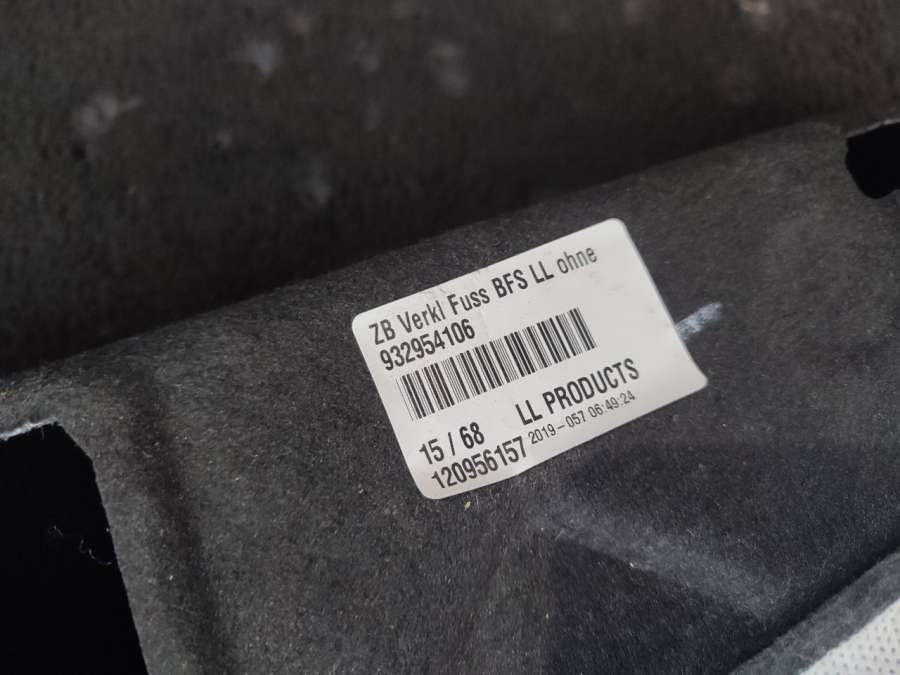 ZB Verkl Fuss BFS LL ohne
932954106
15 / 68 LL PRODUCTS
120956157 2019-057 06:49:24